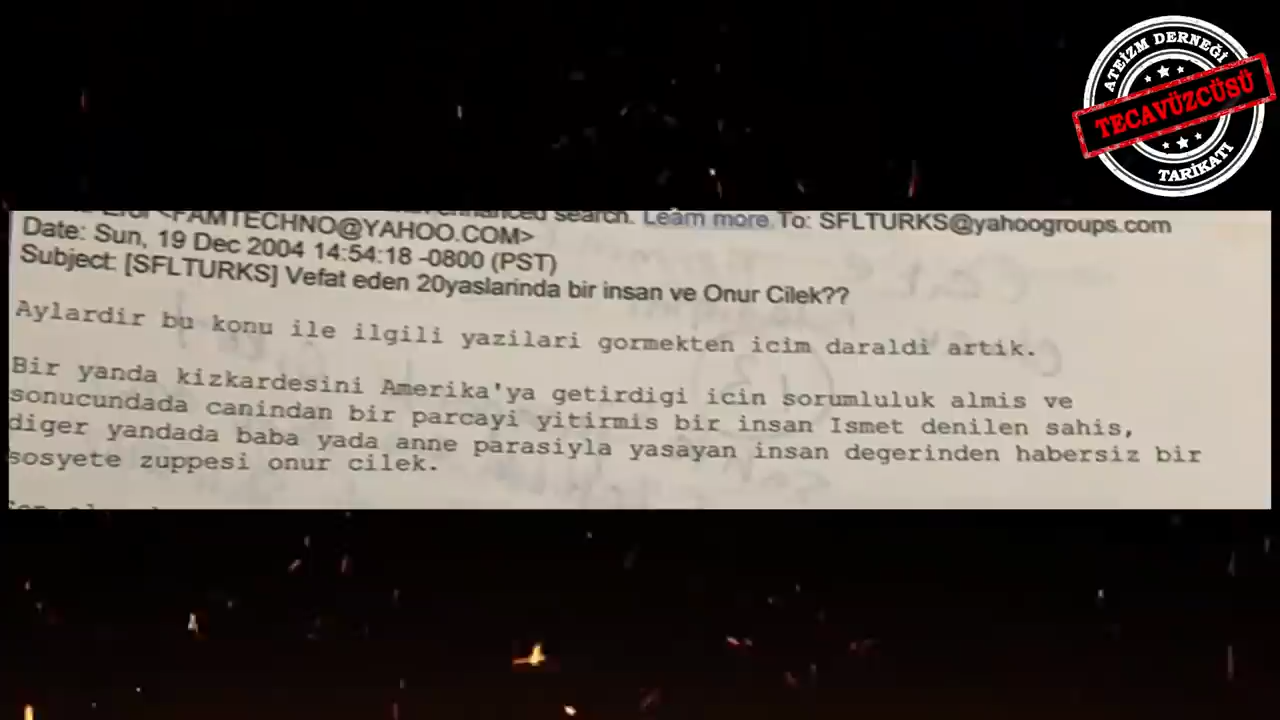 ATEİZM DERNEĞİ
TECAVÜZCÜSÜ
TARİKATI
enhanced search. Learn more To: SFLTURKS@yahoogroups.com
Erol <FAMTECHNO@YAHOO.COM>
Date: Sun, 19 Dec 2004 14:54:18 -0800 (PST)
Subject: [SFLTURKS] Vefat eden 20yaslarinda bir insan ve Onur Cilek??
Aylardir bu konu ile ilgili yazilari gormekten icim daraldi artik.
Bir yanda kizkardesini Amerika'ya getirdigi icin sorumluluk almis ve
sonucundada canindan bir parcayi yitirmis bir insan Ismet denilen sahis,
diger yandada baba yada anne parasiyla yasayan insan degerinden habersiz bir
sosyete zuppesi onur cilek.